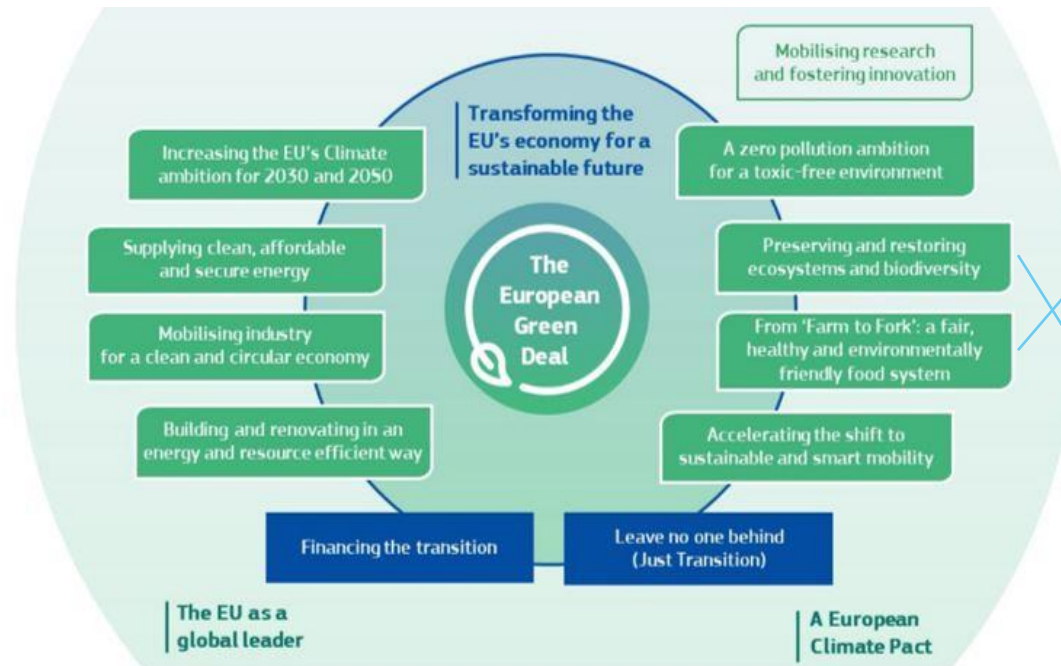 Mobilising research
and fostering innovation
Transforming the
EU's economy for a
sustainable future
Increasing the EU's Climate
ambition for 2030 and 2050
A zero pollution ambition
for a toxic-free environment
Supplying clean, affordable
and secure energy
Preserving and restoring
ecosystems and biodiversity
The
European
Green
Deal
Mobilising industry
for a clean and circular economy
From 'Farm to Fork': a fair,
healthy and environmentally
friendly food system
Building and renovating in an
energy and resource efficient way
Accelerating the shift to
sustainable and smart mobility
Financing the transition
Leave no one behind
(Just Transition)
The EU as a
global leader
A European
Climate Pact